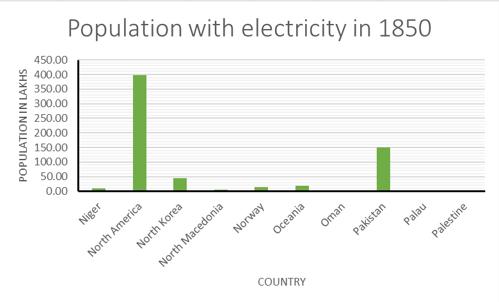 Population with electricity in 1850
POPULATION IN LAKHS
450.00
400.00
350.00
300.00
250.00
200.00
150.00
100.00
50.00
0.00
Niger
North America
North Korea
North Macedonia
Norway
Oceania
Oman
Pakistan
Palau
Palestine
COUNTRY